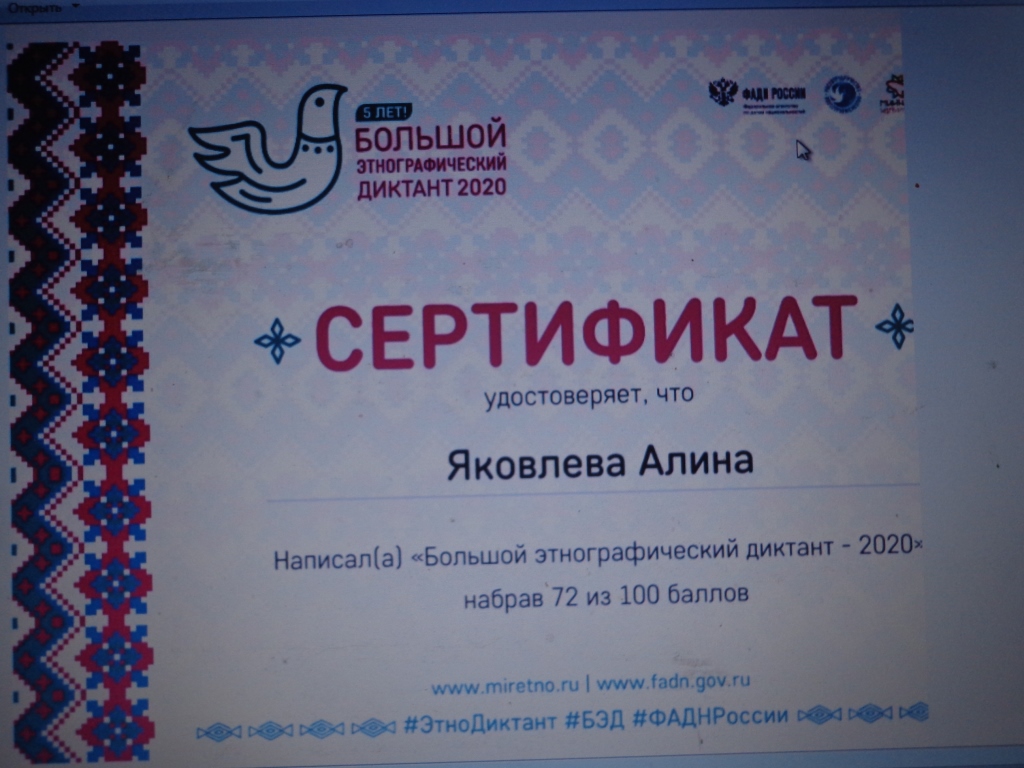 Открыть
5 ЛЕТ!
БОЛЬШОЙ
ЭТНОГРАФИЧЕСКИЙ
ДИКТАНТ 2020
ФАДН РОССИИ
СЕРТИФИКАТ
удостоверяет, что
Яковлева Алина
Написал(а) «Большой этнографический диктант - 2020»
набрав 72 из 100 баллов
www.miretno.ru | www.fadn.gov.ru
#ЭтноДиктант #БЭД #ФАДНРоссии